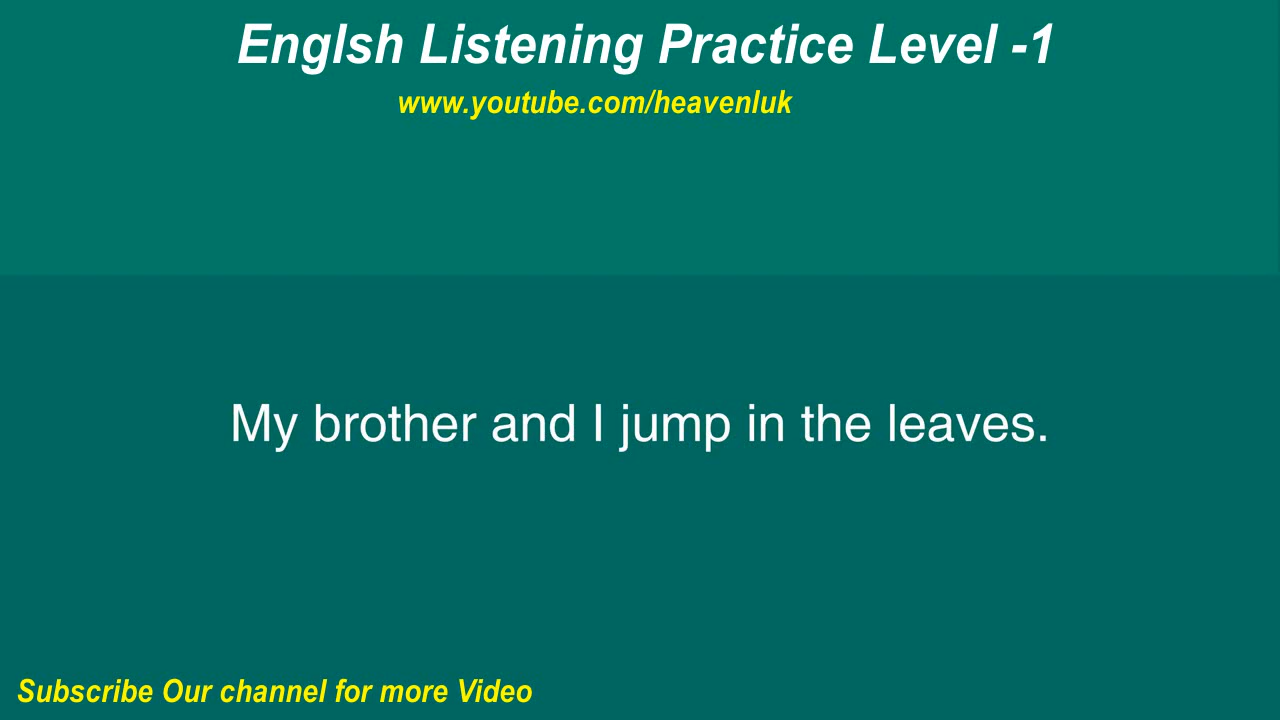 Englsh Listening Practice Level -1
www.youtube.com/heavenluk
My brother and I jump in the leaves.
Subscribe Our channel for more Video